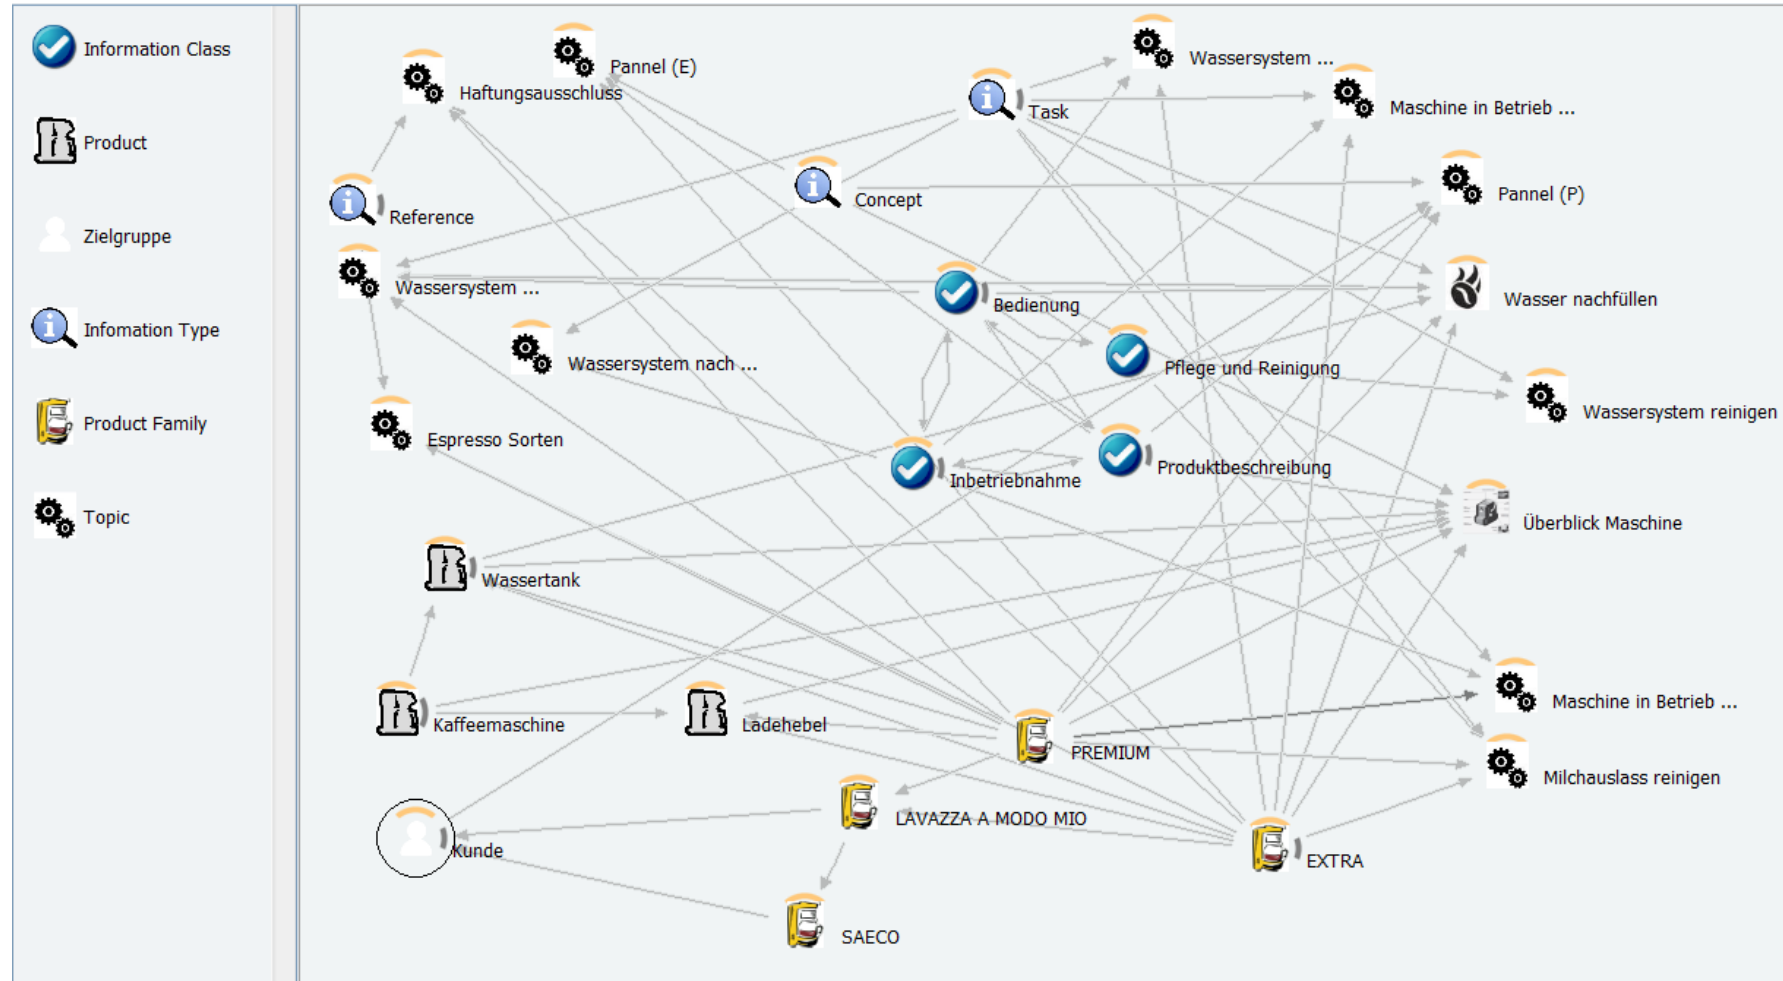 Information Class
Product
Zielgruppe
Infomation Type
Product Family
Topic
Pannel (E)
Haftungsausschluss
Wassersystem ...
Task
Maschine in Betrieb ...
Concept
Pannel (P)
Reference
Wassersystem ...
Bedienung
Wasser nachfüllen
Wassersystem nach ...
Pflege und Reinigung
Wassersystem reinigen
Espresso Sorten
Inbetriebnahme
Produktbeschreibung
Überblick Maschine
Wassertank
Kaffeemaschine
Ladehebel
PREMIUM
Maschine in Betrieb ...
Milchauslass reinigen
LAVAZZA A MODO MIO
Kunde
EXTRA
SAECO